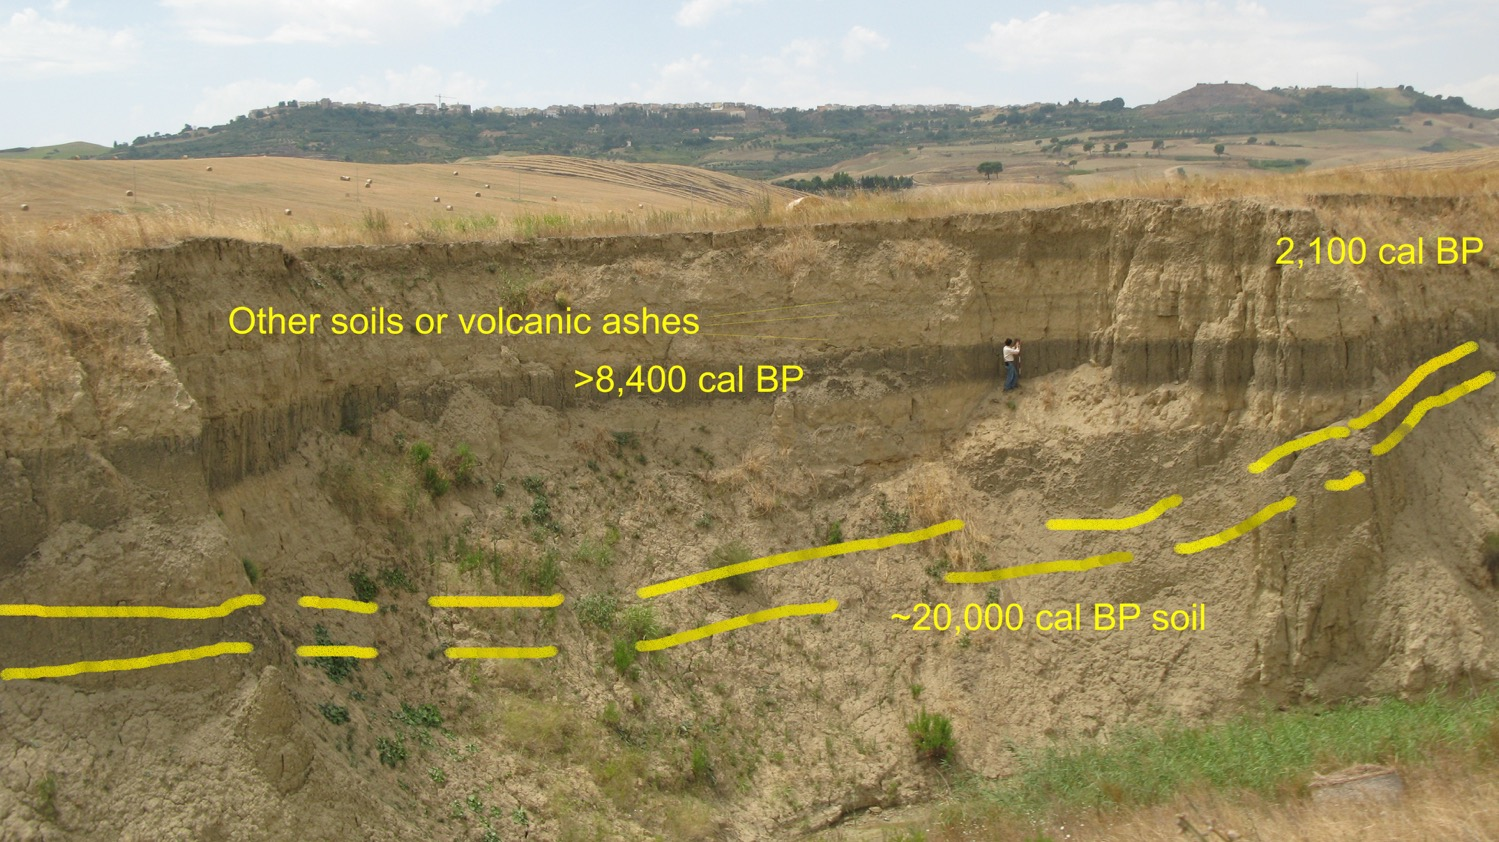 2,100 cal BP
Other soils or volcanic ashes
>8,400 cal BP
~20,000 cal BP soil